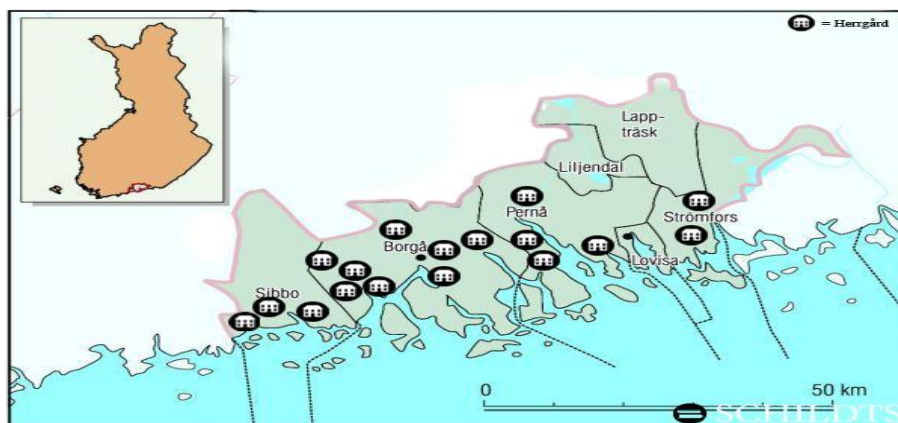 = Herrgård
Lapp-
träsk
Liljendal
Pernå
Strömfors
Borgå
Lovisa
Sibbo
0
50 km
SCHILDTS